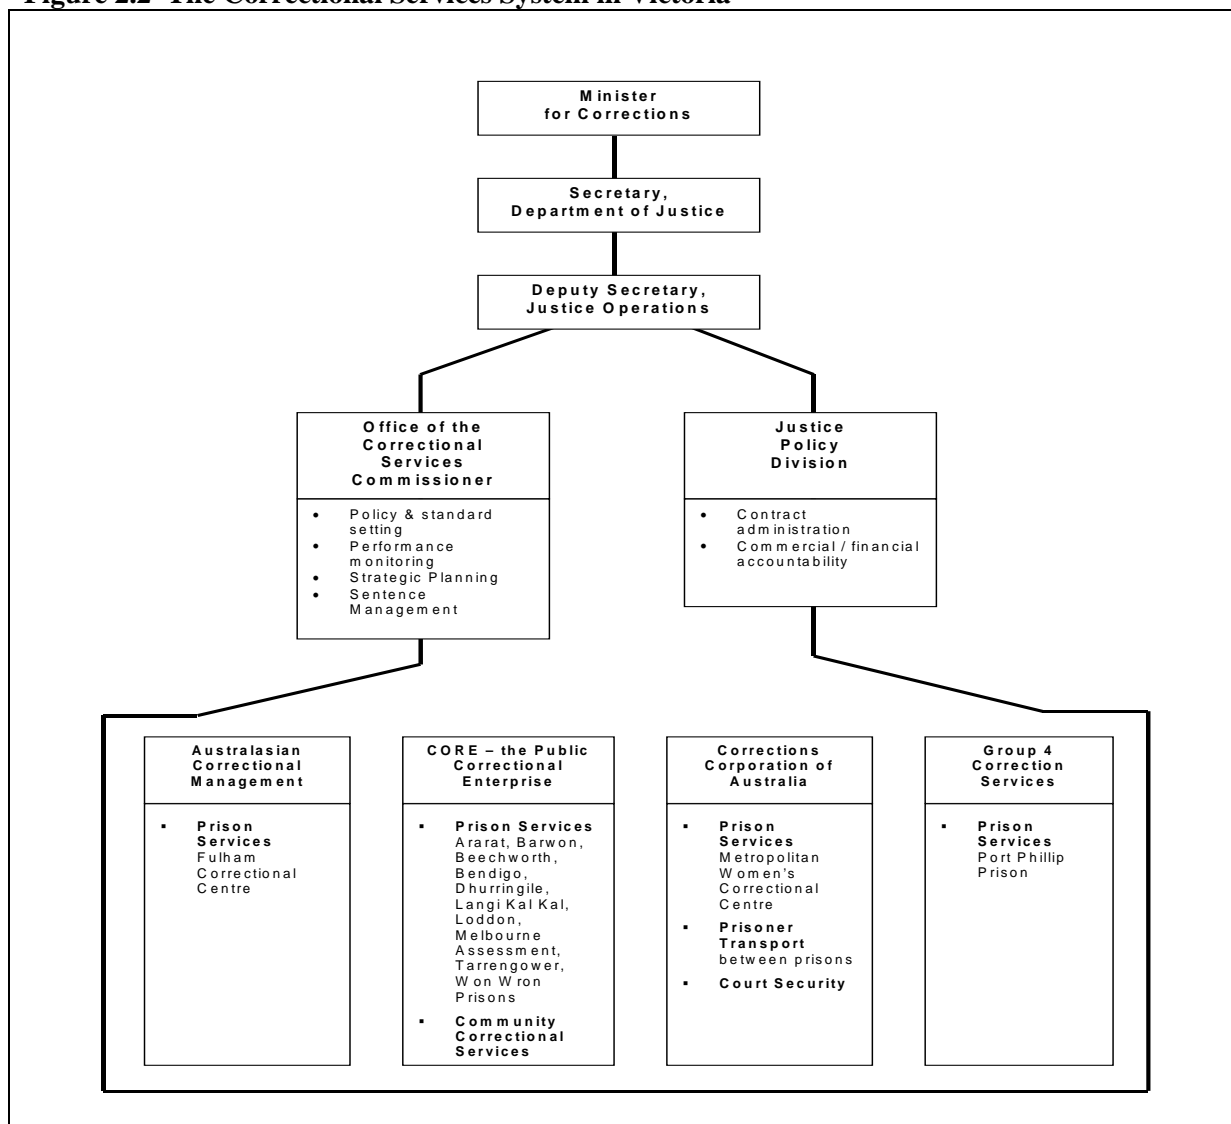 Figure 2.2 The Correctional Services System in Victoria
Minister
for Corrections
Secretary,
Department of Justice
Deputy Secretary,
Justice Operations
Office of the
Correctional
Services
Commissioner
• Policy & standard
setting
• Performance
monitoring
• Strategic Planning
• Sentence
Management
Justice
Policy
Division
• Contract
administration
• Commercial / financial
accountability
Australasian
Correctional
Management
▪ Prison
Services
Fulham
Correctional
Centre
CORE – the Public
Correctional
Enterprise
▪ Prison Services
Ararat, Barwon,
Beechworth,
Bendigo,
Dhurringile,
Langi Kal Kal,
Loddon,
Melbourne
Assessment,
Tarrengower,
Won Wron
Prisons
▪ Community
Correctional
Services
Corrections
Corporation of
Australia
▪ Prison
Services
Metropolitan
Women's
Correctional
Centre
▪ Prisoner
Transport
between prisons
▪ Court Security
Group 4
Correction
Services
▪ Prison
Services
Port Phillip
Prison